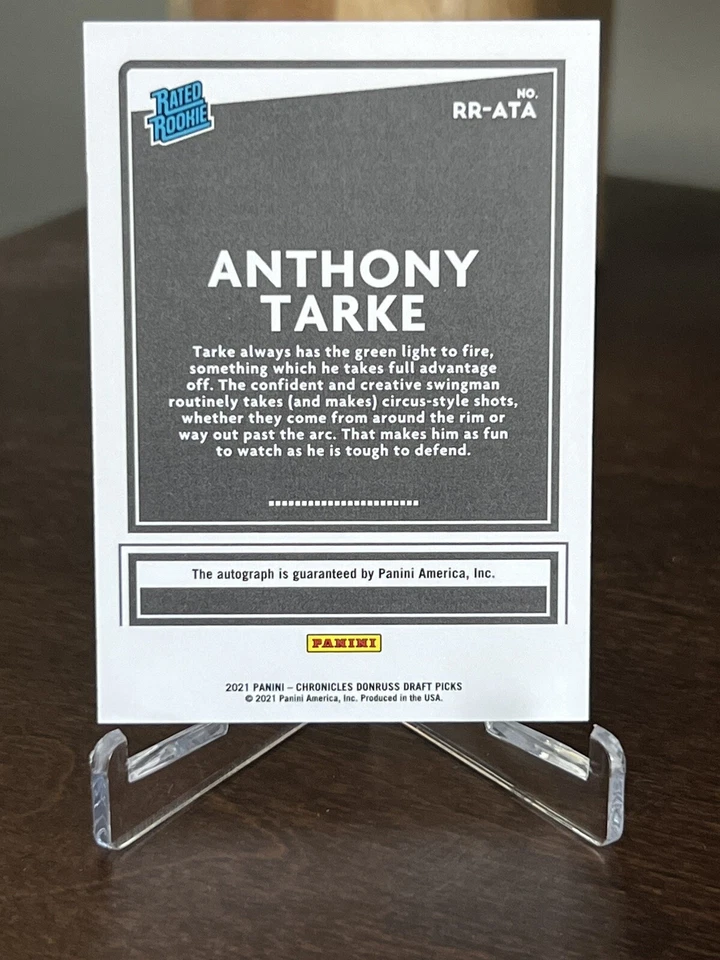 RATED
ROOKIE
NO.
RR-ATA
ANTHONY
TARKE
Tarke always has the green light to fire,
something which he takes full advantage
off. The confident and creative swingman
routinely takes (and makes) circus-style shots,
whether they come from around the rim or
way out past the arc. That makes him as fun
to watch as he is tough to defend.
The autograph is guaranteed by Panini America, Inc.
PANINI
2021 PANINI – CHRONICLES DONRUSS DRAFT PICKS
© 2021 Panini America, Inc. Produced in the USA.